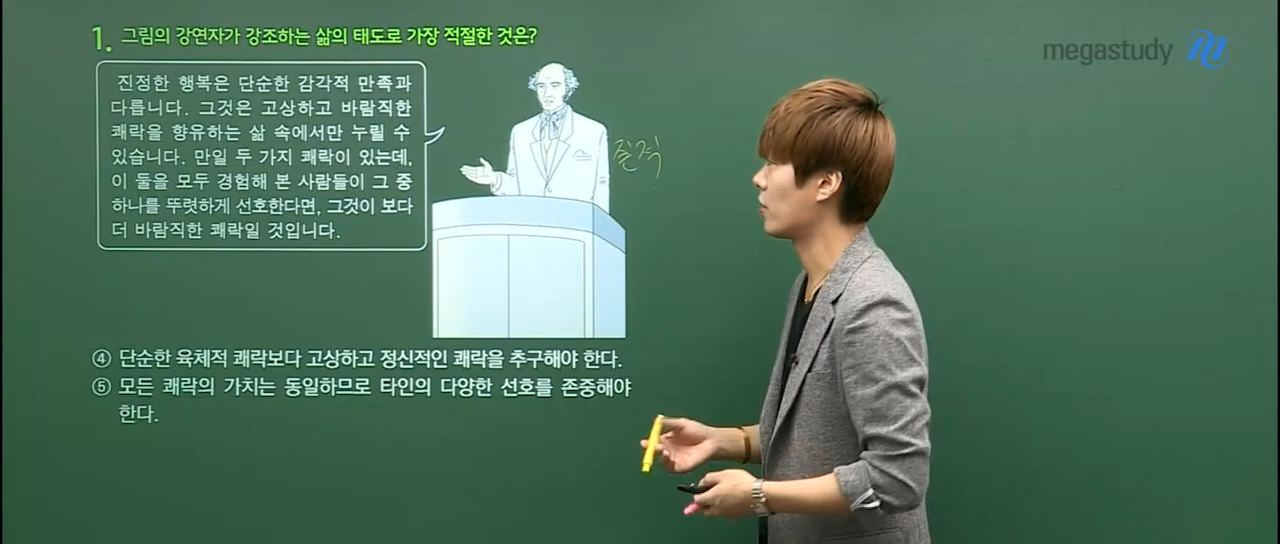 1. 그림의 강연자가 강조하는 삶의 태도로 가장 적절한 것은?
megastudy
진정한 행복은 단순한 감각적 만족과
다릅니다. 그것은 고상하고 바람직한
쾌락을 향유하는 삶 속에서만 누릴 수
있습니다. 만일 두 가지 쾌락이 있는데,
이 둘을 모두 경험해 본 사람들이 그 중
하나를 뚜렷하게 선호한다면, 그것이 보다
더 바람직한 쾌락일 것입니다.
질적
④ 단순한 육체적 쾌락보다 고상하고 정신적인 쾌락을 추구해야 한다.
⑤ 모든 쾌락의 가치는 동일하므로 타인의 다양한 선호를 존중해야
한다.